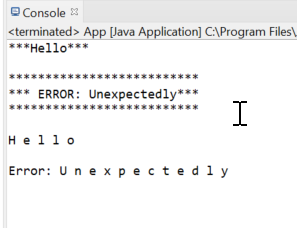 Console
<terminated> App [Java Application] C:\Program Files\
***Hello***
**************************
*** ERROR: Unexpectedly***
**************************
H e l l o
Error: U n e x p e c t e d l y